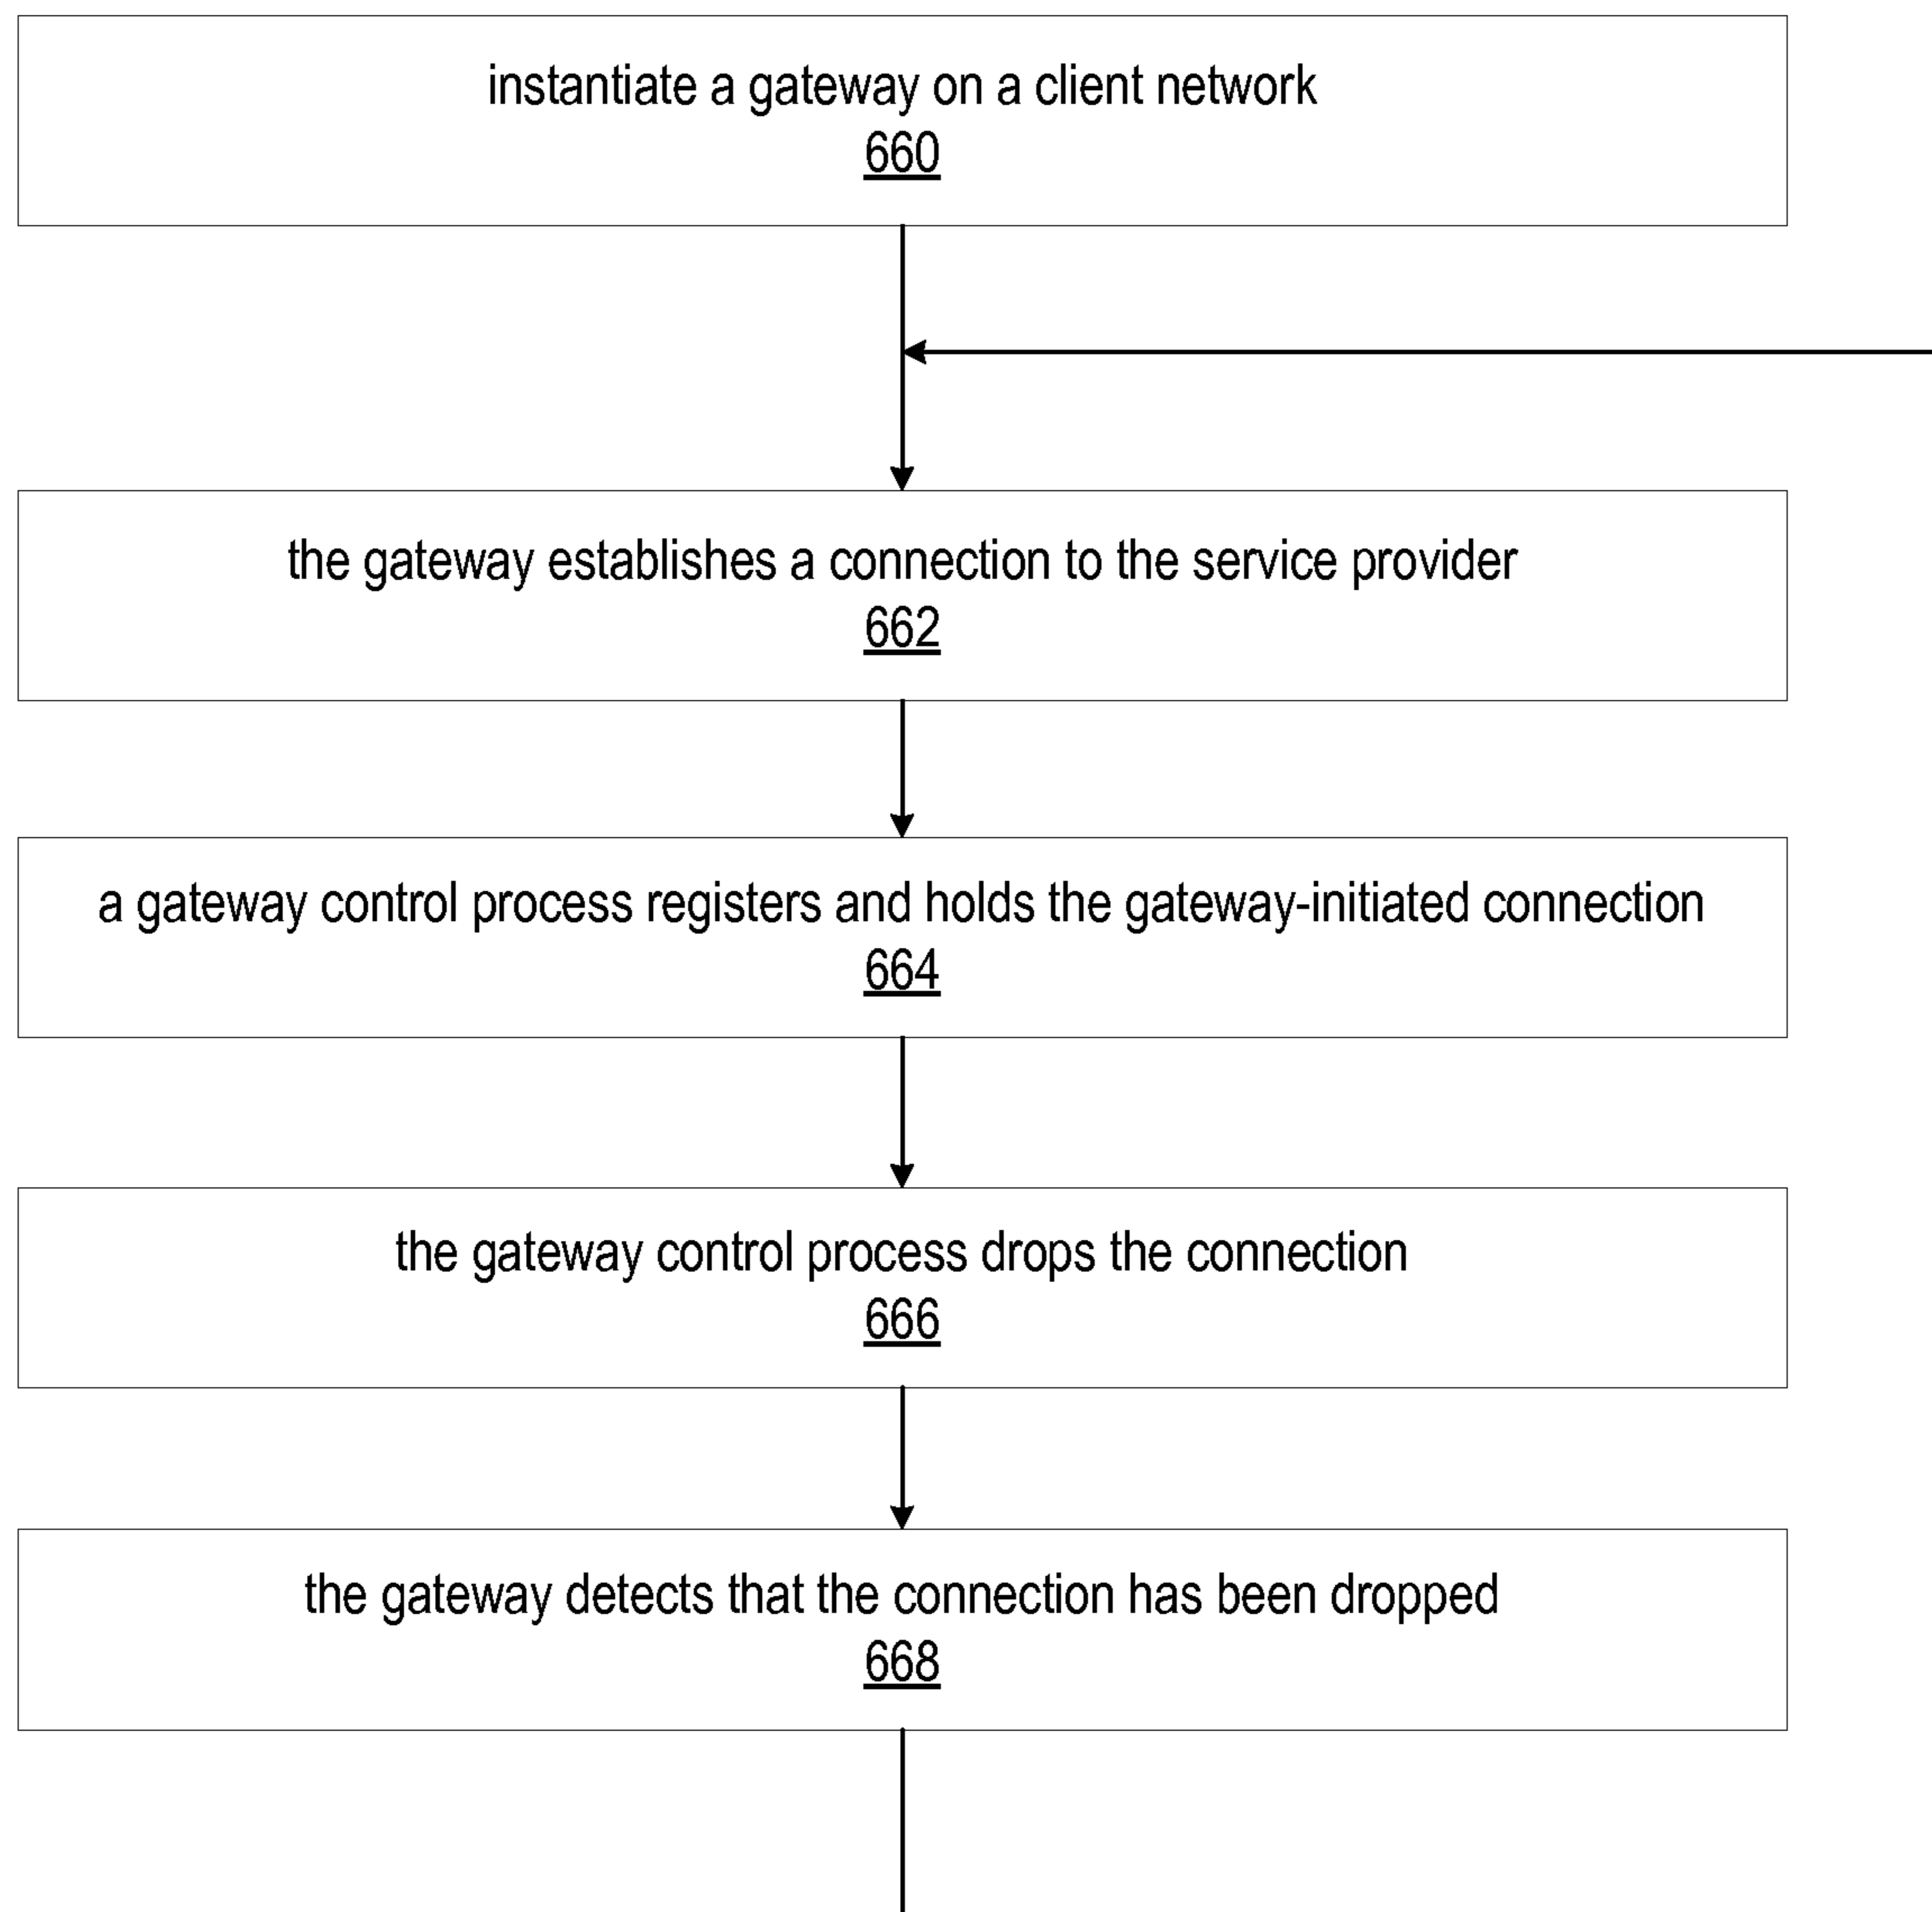 instantiate a gateway on a client network
660
the gateway establishes a connection to the service provider
662
a gateway control process registers and holds the gateway-initiated connection
664
the gateway control process drops the connection
666
the gateway detects that the connection has been dropped
668